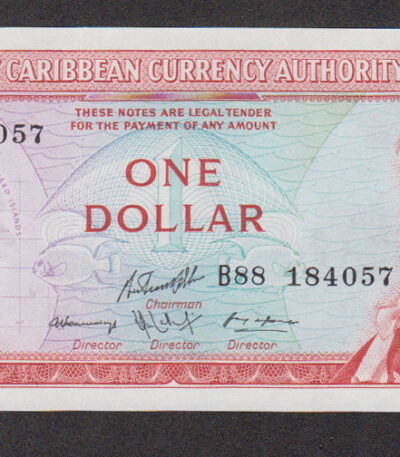 CARIBBEAN CURRENCY AUTHORITY
THESE NOTES ARE LEGAL TENDER
FOR THE PAYMENT OF ANY AMOUNT
057
ONE
DOLLAR
1
B88 184057
Chairman
Director Director Director